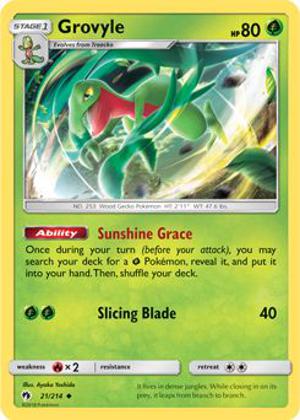 STAGE 1 Grovyle HP 80
Evolves from Treecko
NO. 253 Wood Gecko Pokémon HT: 2'11" WT: 47.6 lbs.
Ability Sunshine Grace
Once during your turn (before your attack), you may
search your deck for a Pokémon, reveal it, and put it
into your hand. Then, shuffle your deck.
Slicing Blade 40
weakness ×2 resistance retreat
Illus. Ayaka Yoshida
21/214
It lives in dense jungles. While closing in on its prey,
it leaps from branch to branch.
©2018 Pokémon